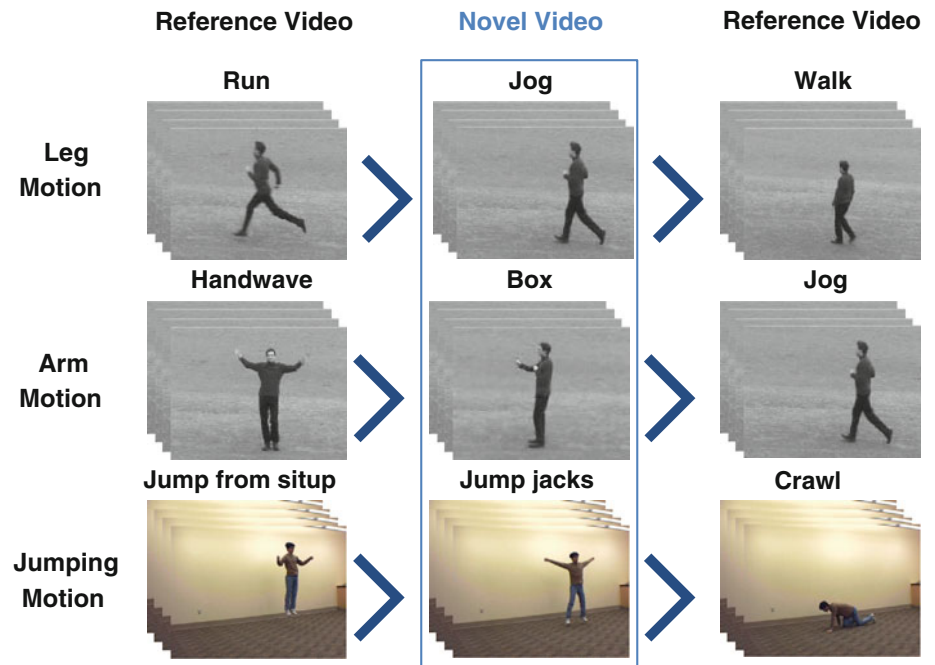 Reference Video
Novel Video
Reference Video
Run
Jog
Walk
Leg
Motion
Handwave
Box
Jog
Arm
Motion
Jump from situp
Jump jacks
Crawl
Jumping
Motion